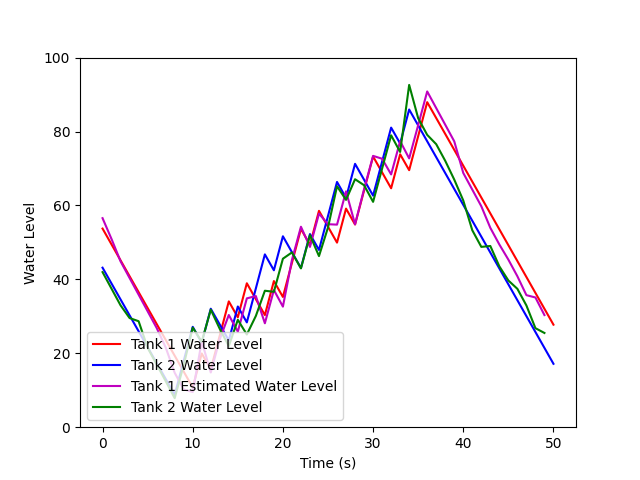 100
80
60
40
20
0
Water Level
Tank 1 Water Level
Tank 2 Water Level
Tank 1 Estimated Water Level
Tank 2 Water Level
0 10 20 30 40 50
Time (s)